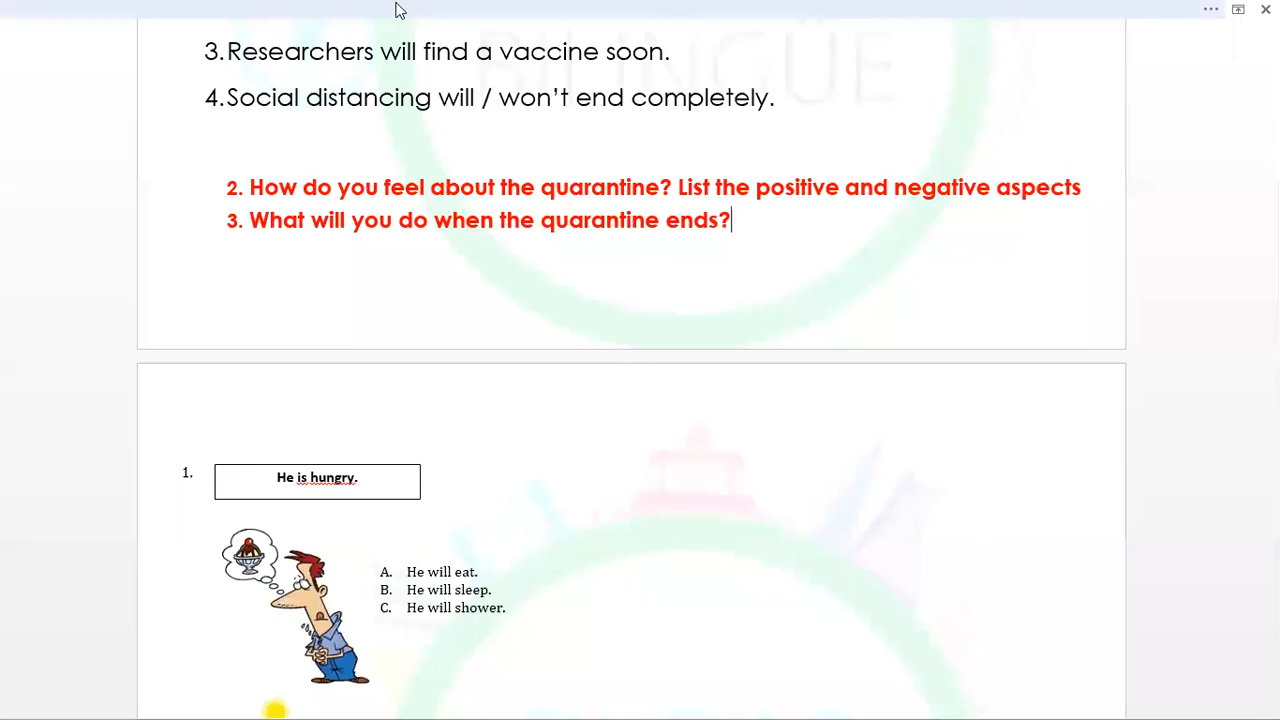 3.Researchers will find a vaccine soon.
BILINGUE
4.Social distancing will / won’t end completely.
2. How do you feel about the quarantine? List the positive and negative aspects
3. What will you do when the quarantine ends?
1.
He is hungry.
A. He will eat.
B. He will sleep.
C. He will shower.